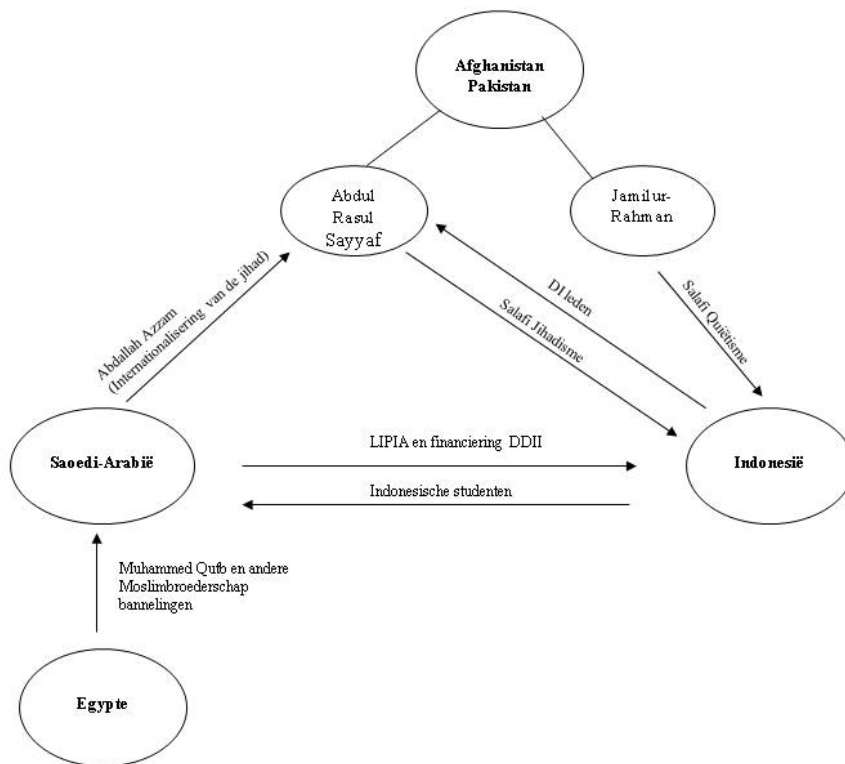 Afghanistan
Pakistan
Abdul
Rasul
Sayyaf
Jamilur-
Rahman
Abdallah Azzam
(Internationalisering van de jihad)
DI leden
Salafi Jihadisme
Salafi Quiëtisme
Saoedi-Arabië
LIPIA en financiering DDII
Indonesië
Indonesische studenten
Muhammed Qutb en andere
Moslimbroederschap
bannelingen
Egypte